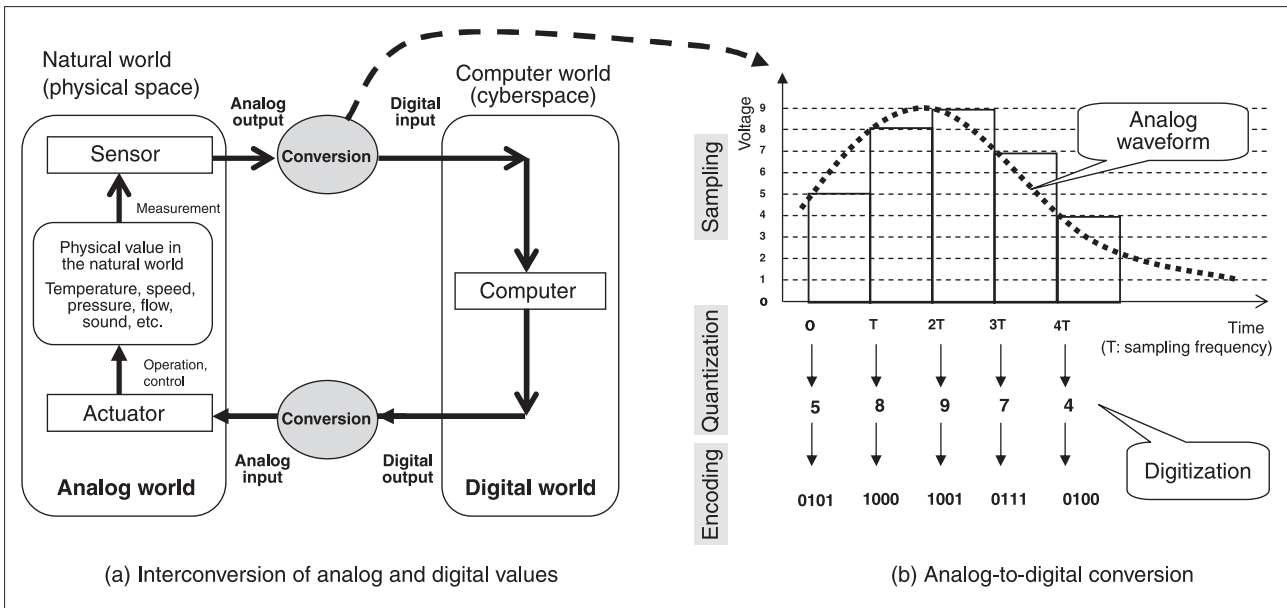 Natural world
(physical space)
Analog
output
Digital
input
Computer world
(cyberspace)
Sensor
Conversion
Measurement
Physical value in
the natural world
Temperature, speed,
pressure, flow,
sound, etc.
Computer
Operation,
control
Actuator
Conversion
Analog
input
Digital
output
Analog world
Digital world
(a) Interconversion of analog and digital values
Sampling
Voltage
9
8
7
6
5
4
3
2
1
0
Analog
waveform
0 T 2T 3T 4T
Time
(T: sampling frequency)
Quantization
5 8 9 7 4
Digitization
Encoding
0101 1000 1001 0111 0100
(b) Analog-to-digital conversion